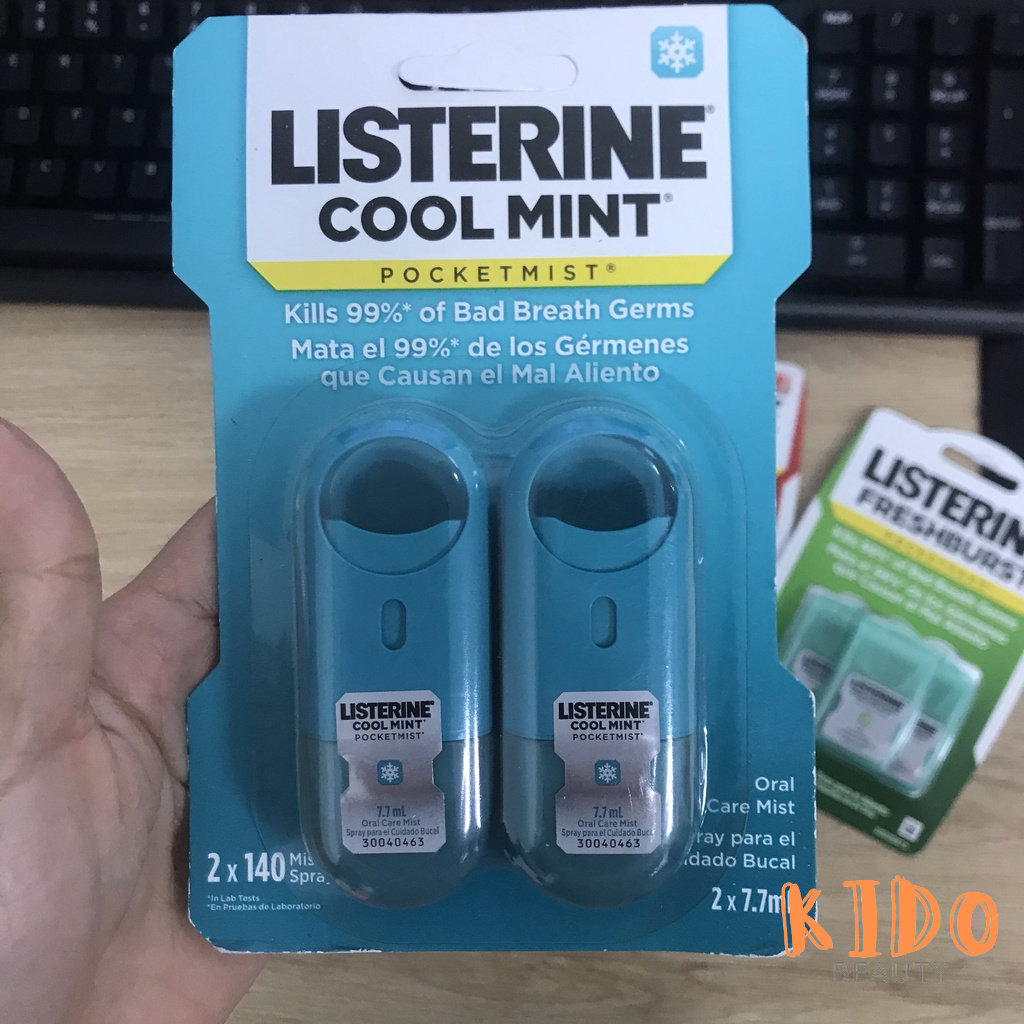 LISTERINE®
COOL MINT®
POCKETMIST®
Kills 99%* of Bad Breath Germs
Mata el 99%* de los Gérmenes
que Causan el Mal Aliento
LISTERINE®
COOL MINT®
POCKETMIST®
7.7 mL
Oral Care Mist
Spray para el Cuidado Bucal
30040463
LISTERINE®
COOL MINT®
POCKETMIST®
7.7 mL
Oral Care Mist
Spray para el Cuidado Bucal
30040463
2 x 140
*In Lab Tests
*En Pruebas de Laboratorio
Oral
Care Mist
para el
Bucal
2 x 7.7m
LISTERIN
FRESHBURST
LISTERINE
KIDO
BEAUTY